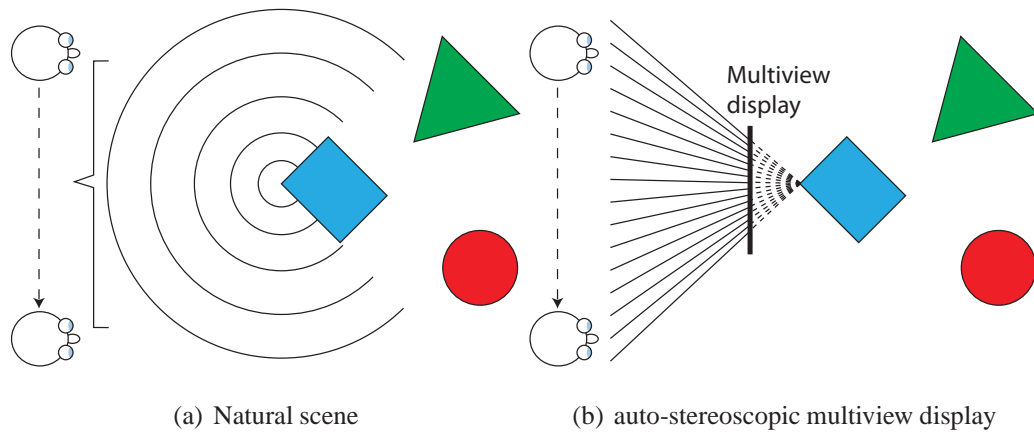 Multiview
display
(a) Natural scene
(b) auto-stereoscopic multiview display